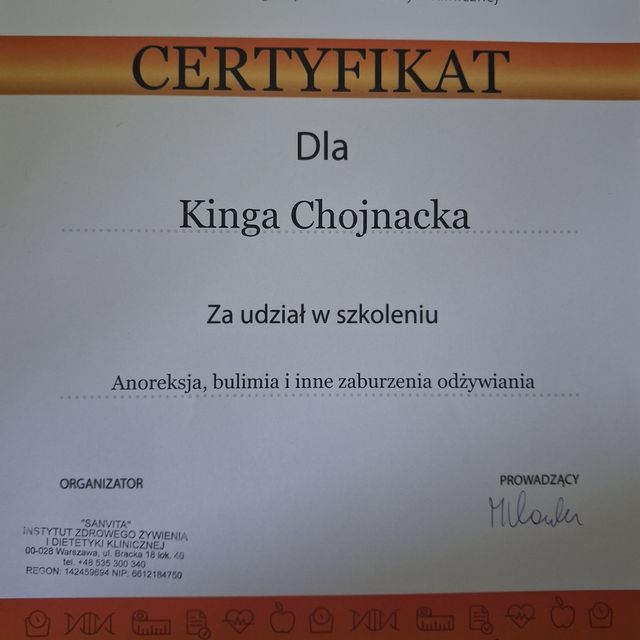 CERTYFIKAT
Dla
Kinga Chojnacka
Za udział w szkoleniu
Anoreksja, bulimia i inne zaburzenia odżywiania
ORGANIZATOR
PROWADZĄCY
"SANVITA"
INSTYTUT ZDROWEGO ŻYWIENIA
I DIETETYKI KLINICZNEJ
00-028 Warszawa, ul. Bracka 18 lok. 46
tel. +48 535 300 340
REGON: 142459694 NIP: 6612184750